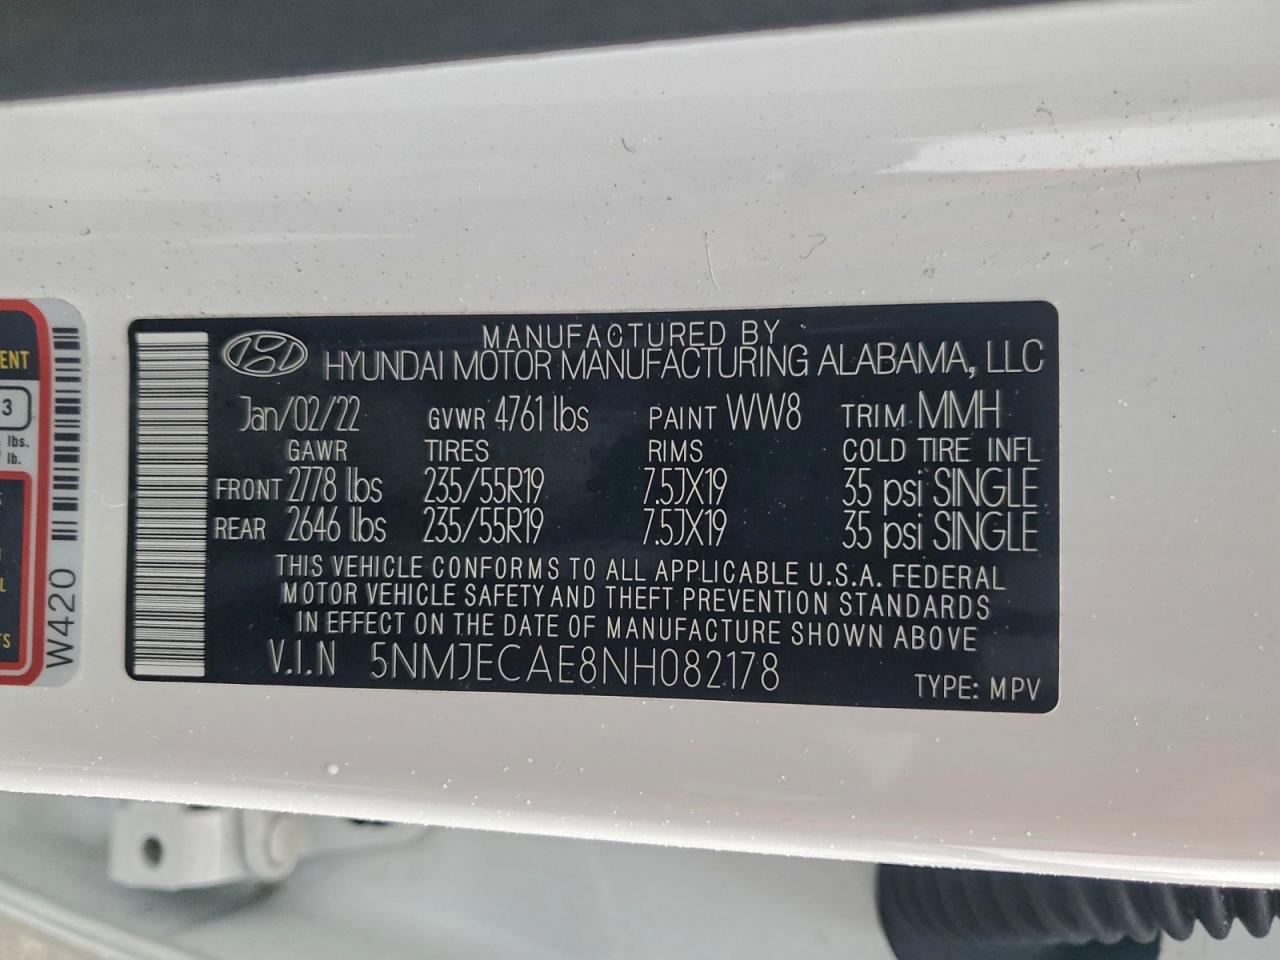 MANUFACTURED BY
HYUNDAI MOTOR MANUFACTURING ALABAMA, LLC
Jan/02/22 GVWR 4761 lbs PAINT WW8 TRIM MMH
GAWR TIRES RIMS COLD TIRE INFL
FRONT 2778 lbs 235/55R19 7.5JX19 35 psi SINGLE
REAR 2646 lbs 235/55R19 7.5JX19 35 psi SINGLE
THIS VEHICLE CONFORMS TO ALL APPLICABLE U.S.A. FEDERAL
MOTOR VEHICLE SAFETY AND THEFT PREVENTION STANDARDS
IN EFFECT ON THE DATE OF MANUFACTURE SHOWN ABOVE
V.I.N 5NMJECAE8NH082178
TYPE: MPV
W420
3
lbs.
lb.